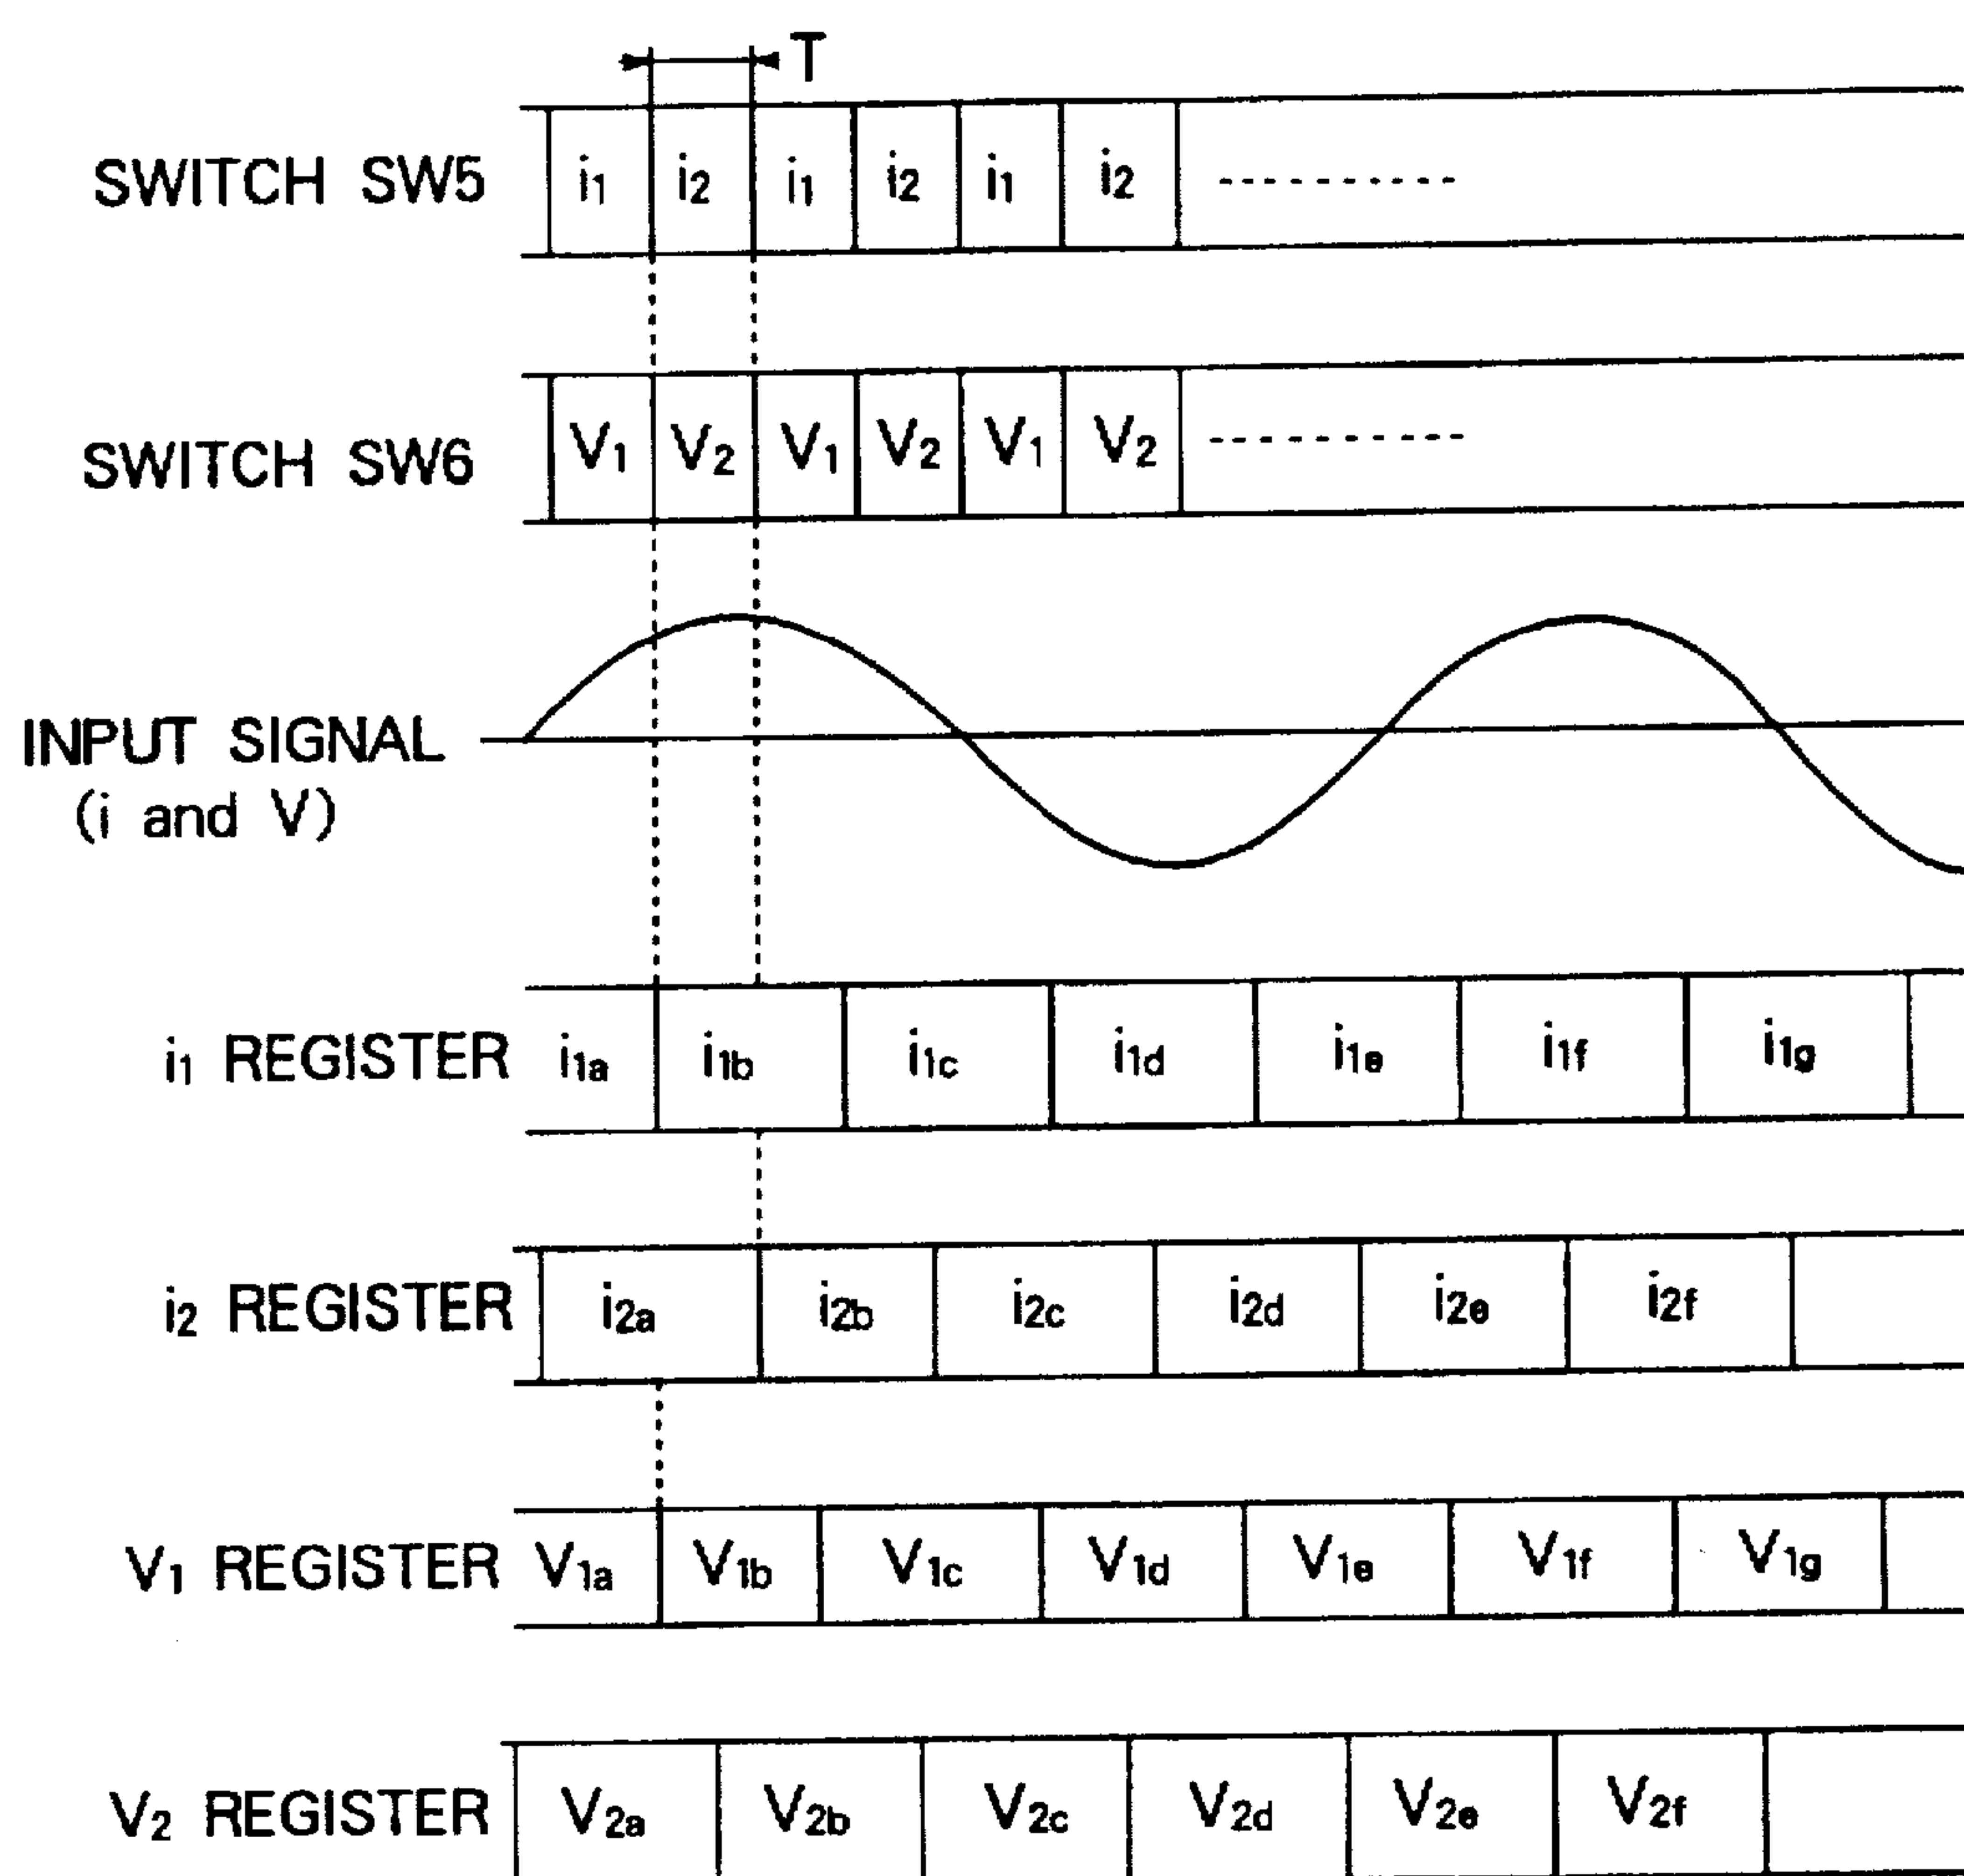 T
SWITCH SW5 i1 i2 i1 i2 i1 i2
SWITCH SW6 V1 V2 V1 V2 V1 V2
INPUT SIGNAL
(i and V)
i1 REGISTER i1a i1b i1c i1d i1e i1f i1g
i2 REGISTER i2a i2b i2c i2d i2e i2f
V1 REGISTER V1a V1b V1c V1d V1e V1f V1g
V2 REGISTER V2a V2b V2c V2d V2e V2f